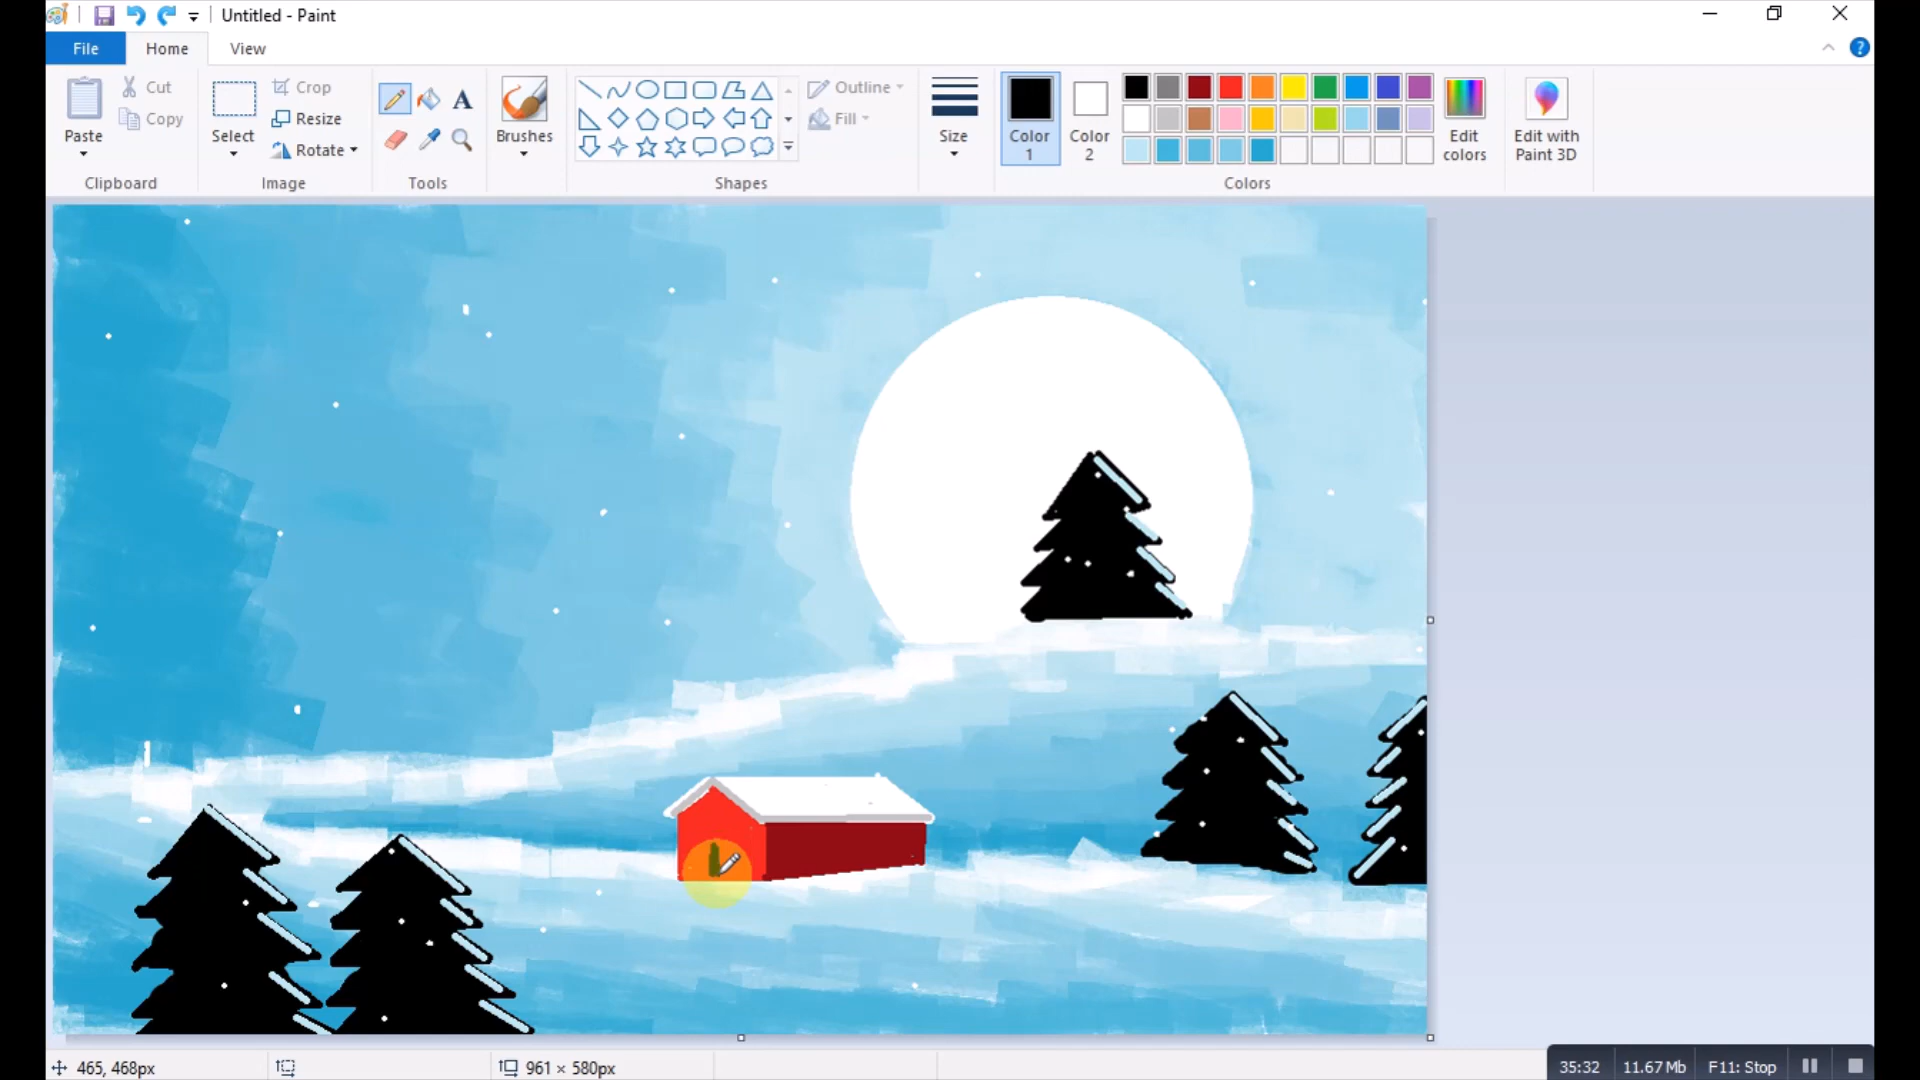 Untitled - Paint
File Home View
Paste
Cut
Copy
Clipboard
Select
Crop
Resize
Rotate
Image
A
Tools
Brushes
Outline
Fill
Shapes
Size
Color 1
Color 2
Edit colors
Colors
Edit with Paint 3D
?
465, 468px
961 × 580px
35:32 11.67 Mb F11: Stop